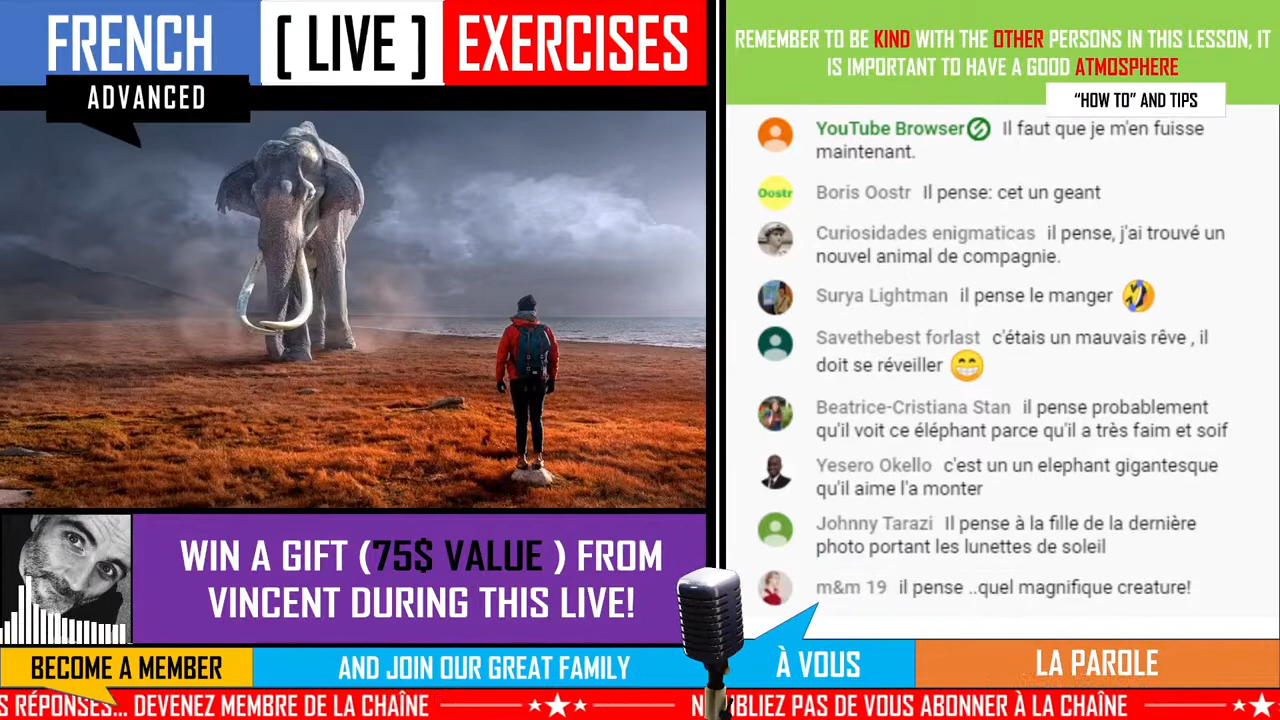 FRENCH [ LIVE ] EXERCISES
ADVANCED
REMEMBER TO BE KIND WITH THE OTHER PERSONS IN THIS LESSON, IT
IS IMPORTANT TO HAVE A GOOD ATMOSPHERE
“HOW TO” AND TIPS
YouTube Browser Il faut que je m'en fuisse
maintenant.
Oostr
Boris Oostr Il pense: cet un geant
Curiosidades enigmaticas il pense, j'ai trouvé un
nouvel animal de compagnie.
Surya Lightman il pense le manger
Savethebest forlast c'étais un mauvais rêve , il
doit se réveiller
Beatrice-Cristiana Stan il pense probablement
qu'il voit ce éléphant parce qu'il a très faim et soif
Yesero Okello c'est un un elephant gigantesque
qu'il aime l'a monter
Johnny Tarazi Il pense à la fille de la dernière
photo portant les lunettes de soleil
m&m 19 il pense ..quel magnifique creature!
WIN A GIFT (75$ VALUE ) FROM
VINCENT DURING THIS LIVE!
BECOME A MEMBER AND JOIN OUR GREAT FAMILY
À VOUS LA PAROLE
S RÉPONSES... DEVENEZ MEMBRE DE LA CHAÎNE
BLIEZ PAS DE VOUS ABONNER À LA CHAÎNE